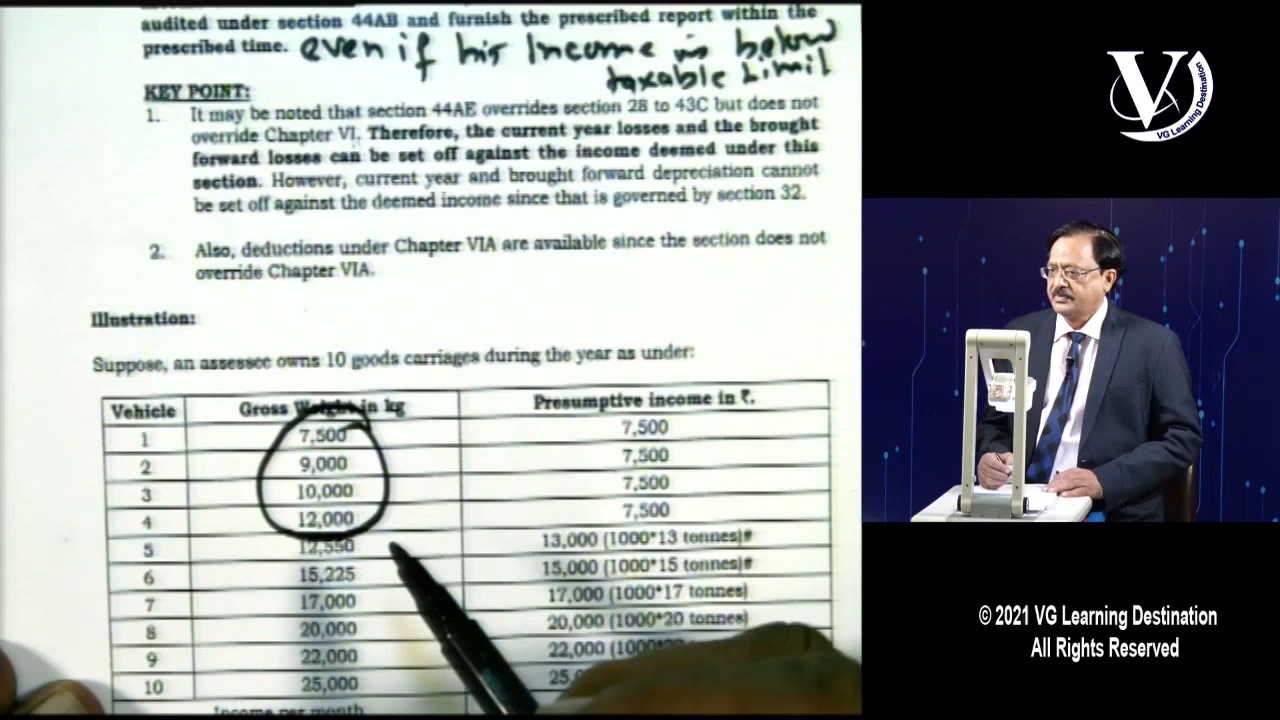 audited under section 44AB and furnish the prescribed report within the
prescribed time. even if his Income is below
taxable Limit
KEY POINT:
1. It may be noted that section 44AE overrides section 28 to 43C but does not
override Chapter VI. Therefore, the current year losses and the brought
forward losses can be set off against the income deemed under this
section. However, current year and brought forward depreciation cannot
be set off against the deemed income since that is governed by section 32.
2. Also, deductions under Chapter VIA are available since the section does not
override Chapter VIA.
Illustration:
Suppose, an assessee owns 10 goods carriages during the year as under:
Vehicle Gross Weight in kg Presumptive income in ₹.
1 7,500 7,500
2 9,000 7,500
3 10,000 7,500
4 12,000 7,500
5 12,550 13,000 (1000*13 tonnes)#
6 15,225 15,000 (1000*15 tonnes)#
7 17,000 17,000 (1000*17 tonnes)
8 20,000 20,000 (1000*20 tonnes)
9 22,000 22,000
10 25,000
Income per month
V
VG Learning Destination
© 2021 VG Learning Destination
All Rights Reserved